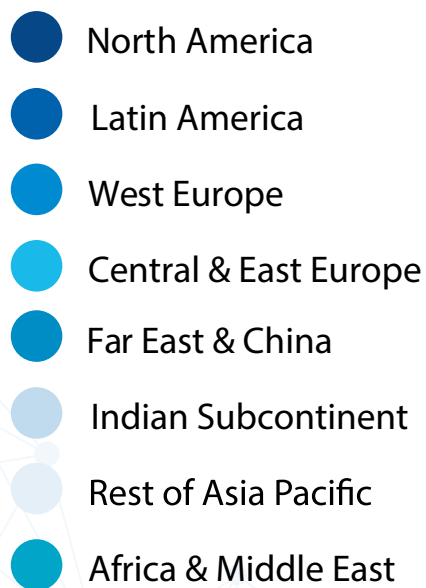 North America
Latin America
West Europe
Central & East Europe
Far East & China
Indian Subcontinent
Rest of Asia Pacific
Africa & Middle East